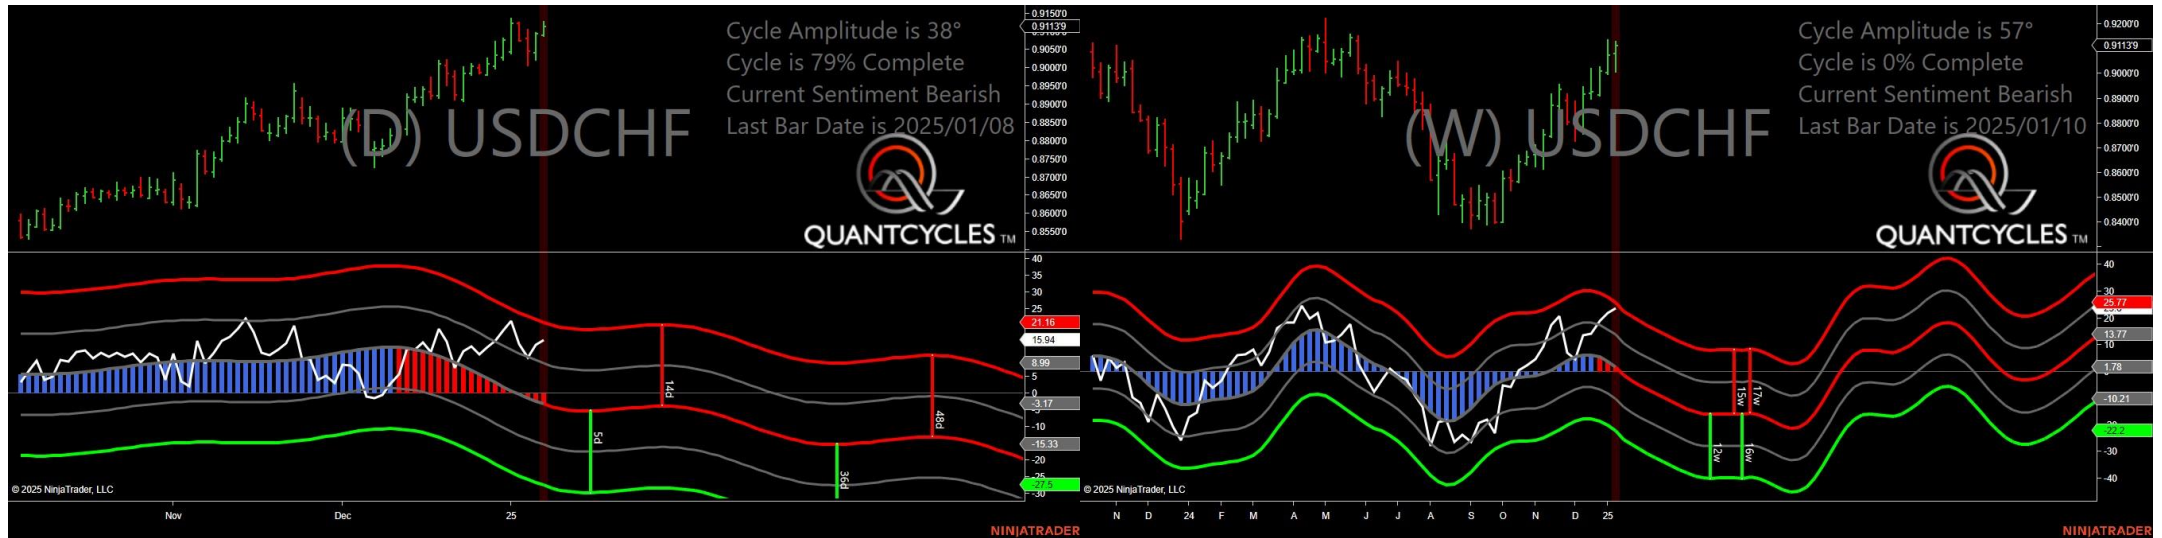 Cycle Amplitude is 38°
Cycle is 79% Complete
Current Sentiment Bearish
Last Bar Date is 2025/01/08
(D) USDCHF
QUANTCYCLES TM
0.9150'0
0.9113'9
0.9050'0
0.9000'0
0.8950'0
0.8900'0
0.8850'0
0.8800'0
0.8750'0
0.8700'0
0.8650'0
0.8600'0
0.8550'0
40
35
30
25
21.16
15.94
8.99
5
0
-3.17
-10
-15.33
-20
-27.5
-30
5d
14d
36d
48d
© 2025 NinjaTrader, LLC
Nov
Dec
25
NINJATRADER
Cycle Amplitude is 57°
Cycle is 0% Complete
Current Sentiment Bearish
Last Bar Date is 2025/01/10
(W) USDCHF
QUANTCYCLES TM
0.9200'0
0.9113'9
0.9000'0
0.8900'0
0.8800'0
0.8700'0
0.8600'0
0.8500'0
0.8400'0
40
30
25.77
20
13.77
10
1.78
-10.21
-22.2
-30
-40
12w
15w
16w
17w
© 2025 NinjaTrader, LLC
N D 24 F M A M J J A S O N D 25
NINJATRADER